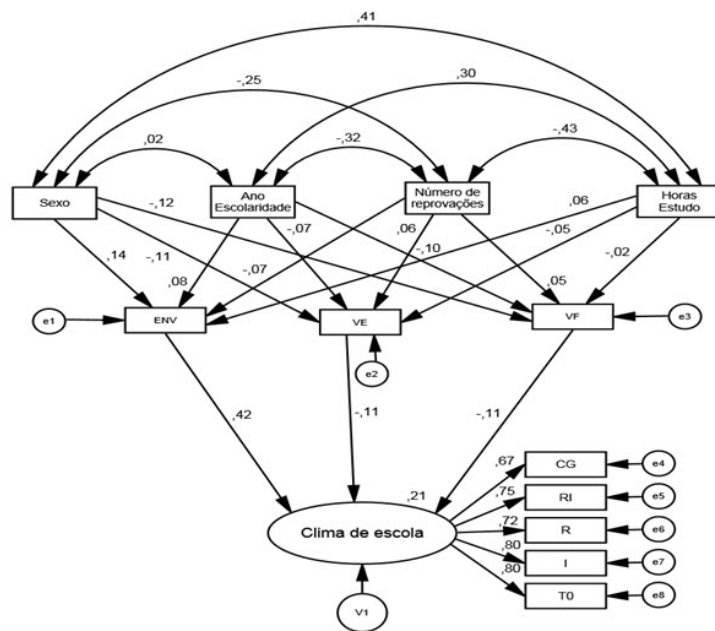 ,41
-,25
,30
,02
-,32
-,43
Sexo
Ano
Escolaridade
Número de
reprovações
Horas
Estudo
-,12
-,07
,06
,06
,14
-,11
-,07
-,10
-,05
-,02
,08
,05
e1
ENV
VE
VF
e3
e2
,42
-,11
-,11
,21
,67
CG
e4
,75
RI
e5
Clima de escola
,72
R
e6
,80
I
e7
,80
T0
e8
V1